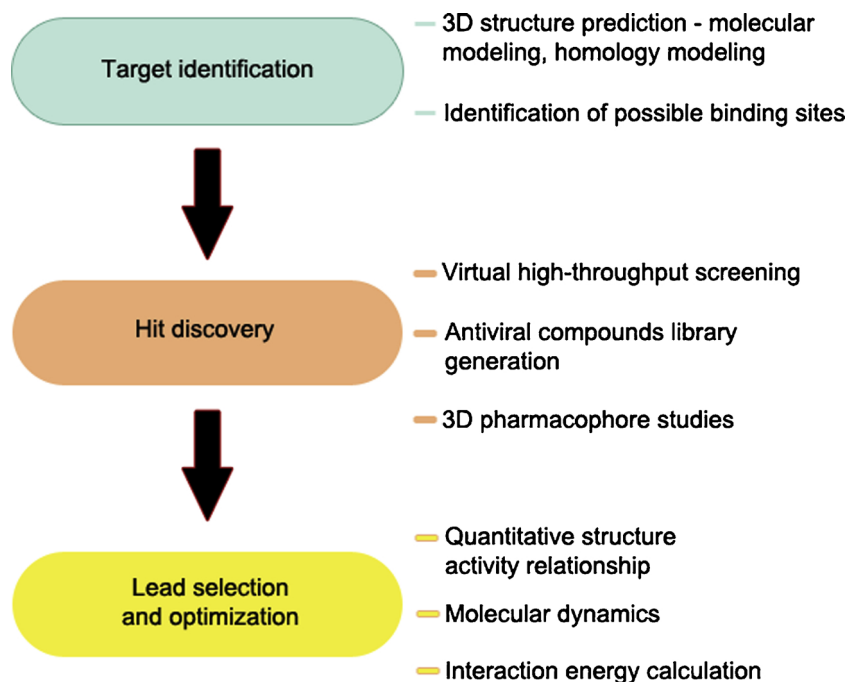 Target identification
3D structure prediction - molecular
modeling, homology modeling
Identification of possible binding sites
Hit discovery
Virtual high-throughput screening
Antiviral compounds library
generation
3D pharmacophore studies
Lead selection
and optimization
Quantitative structure
activity relationship
Molecular dynamics
Interaction energy calculation